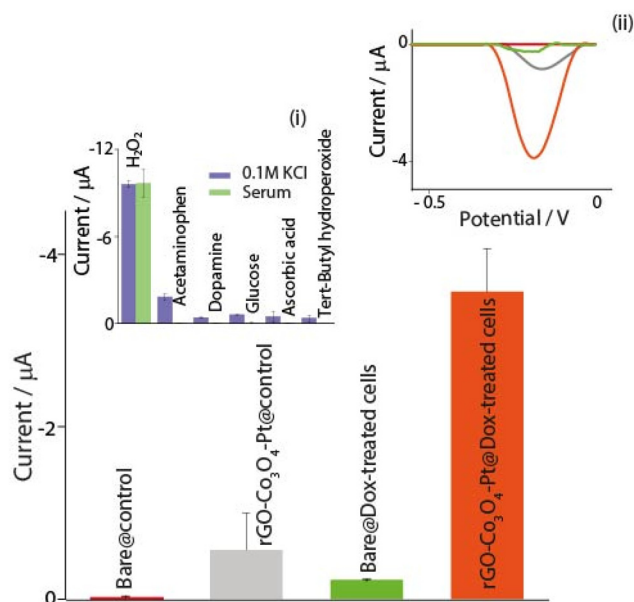 (ii)
0
-4
Current / μA
-0.5
0
Potential / V
(i)
-12
-6
0
Current / μA
H₂O₂
0.1M KCl
Serum
Acetaminophen
Dopamine
Glucose
Ascorbic acid
Tert-Butyl hydroperoxide
-4
-2
0
Current / μA
Bare@control
rGO-Co₃O₄-Pt@control
Bare@Dox-treated cells
rGO-Co₃O₄-Pt@Dox-treated cells